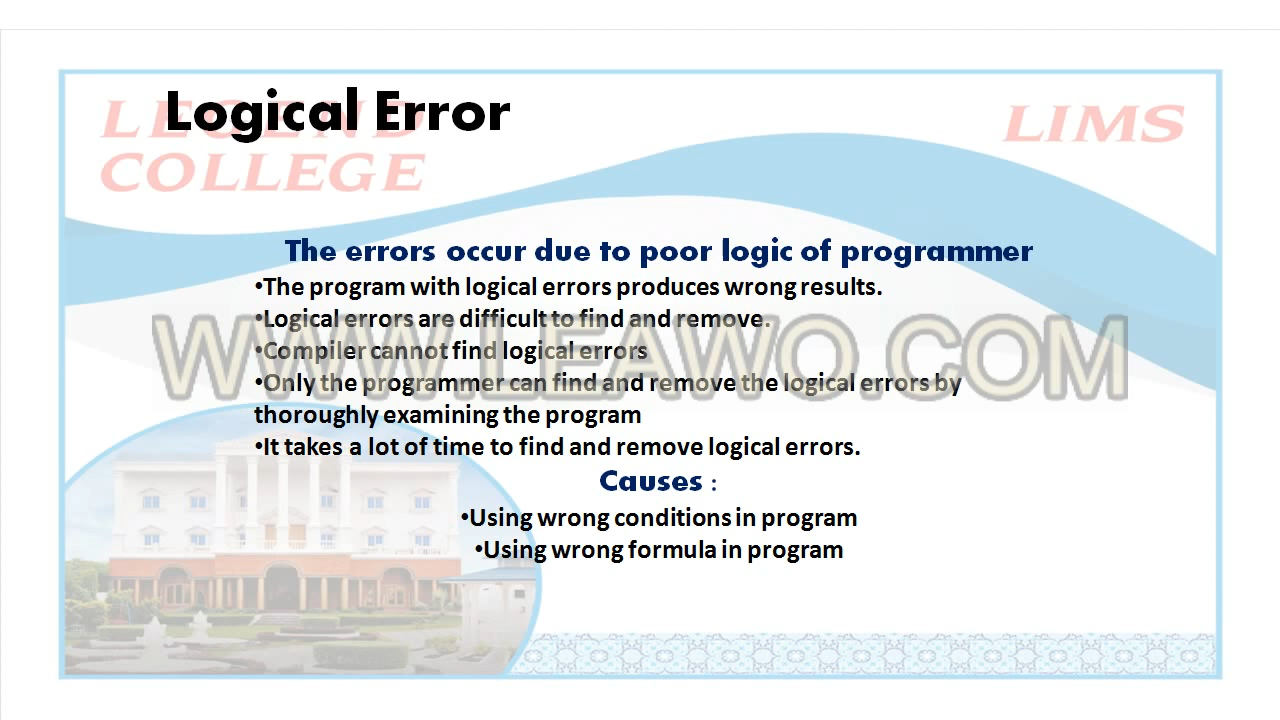 Logical Error
LEGEND
COLLEGE
LIMS
The errors occur due to poor logic of programmer
•The program with logical errors produces wrong results.
•Logical errors are difficult to find and remove.
•Compiler cannot find logical errors
•Only the programmer can find and remove the logical errors by
thoroughly examining the program
•It takes a lot of time to find and remove logical errors.
WWW.LEAWO.COM
Causes :
•Using wrong conditions in program
•Using wrong formula in program